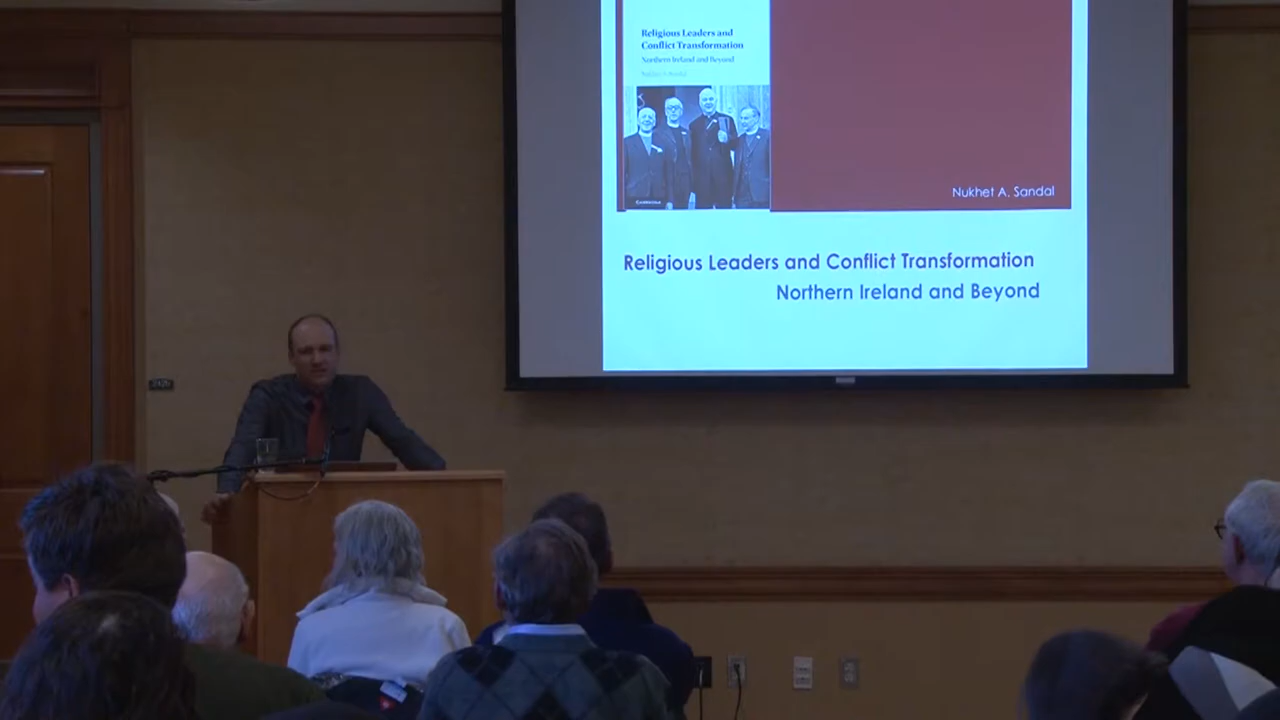 Religious Leaders and
Conflict Transformation
Northern Ireland and Beyond
CAMBRIDGE
Nukhet A. Sandal
Religious Leaders and Conflict Transformation
Northern Ireland and Beyond